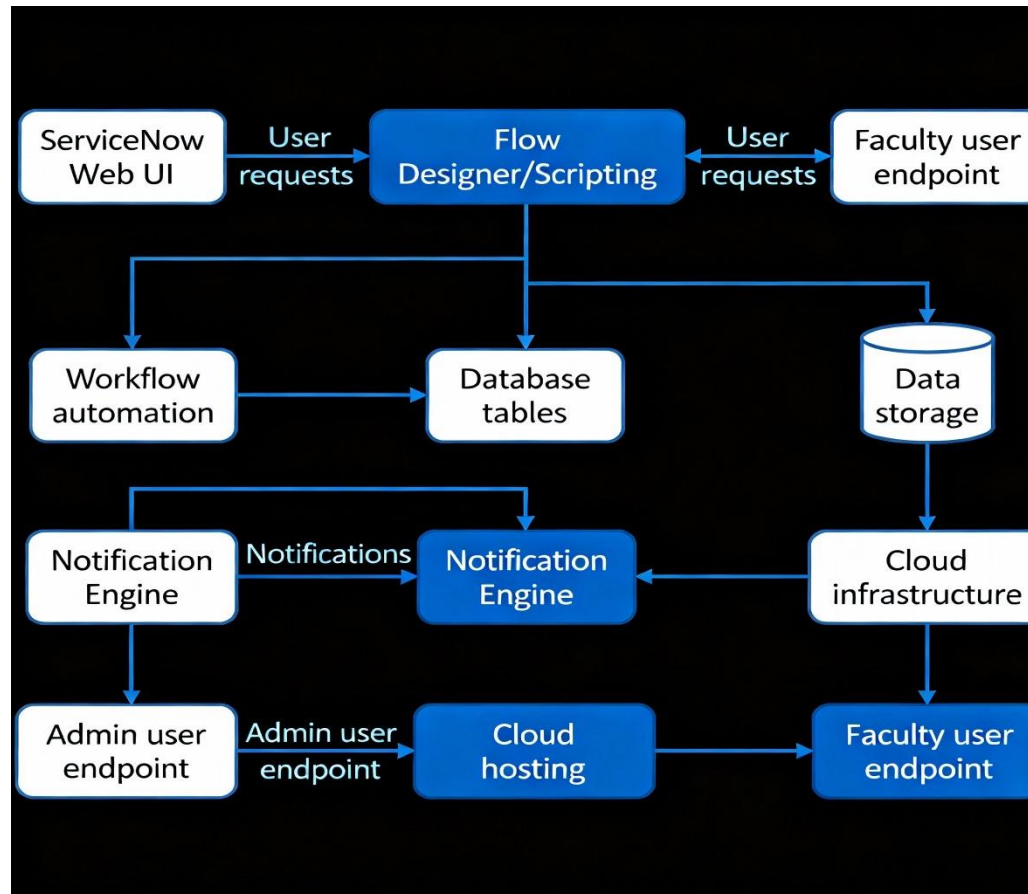 ServiceNow
Web UI
User
requests
Flow
Designer/Scripting
User
requests
Faculty user
endpoint
Workflow
automation
Database
tables
Data
storage
Notification
Engine
Notifications
Notification
Engine
Cloud
infrastructure
Admin user
endpoint
Admin user
endpoint
Cloud
hosting
Faculty user
endpoint